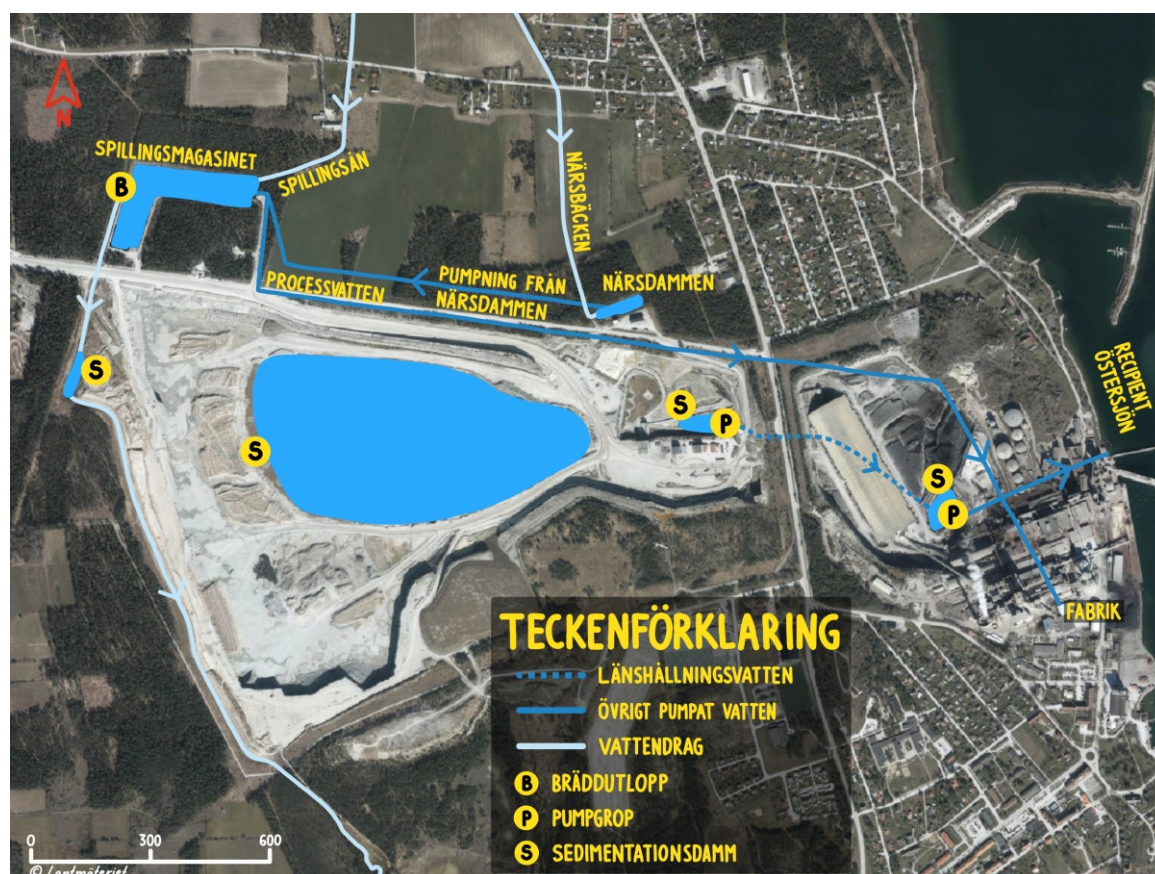 N
SPILLINGSMAGASINET
B
SPILLINGSÅN
NÄRSBÄCKEN
PUMPNING FRÅN
NÄRSDAMMEN
NÄRSDAMMEN
PROCESSVATTEN
S
S
S
P
S
P
RECIPIENT
ÖSTERSJÖN
FABRIK
TECKENFÖRKLARING
LÄNSHÅLLNINGSVATTEN
ÖVRIGT PUMPAT VATTEN
VATTENDRAG
B BRÄDDUTLOPP
P PUMPGROP
S SEDIMENTATIONSDAMM
0 300 600
© Lantmäteriet